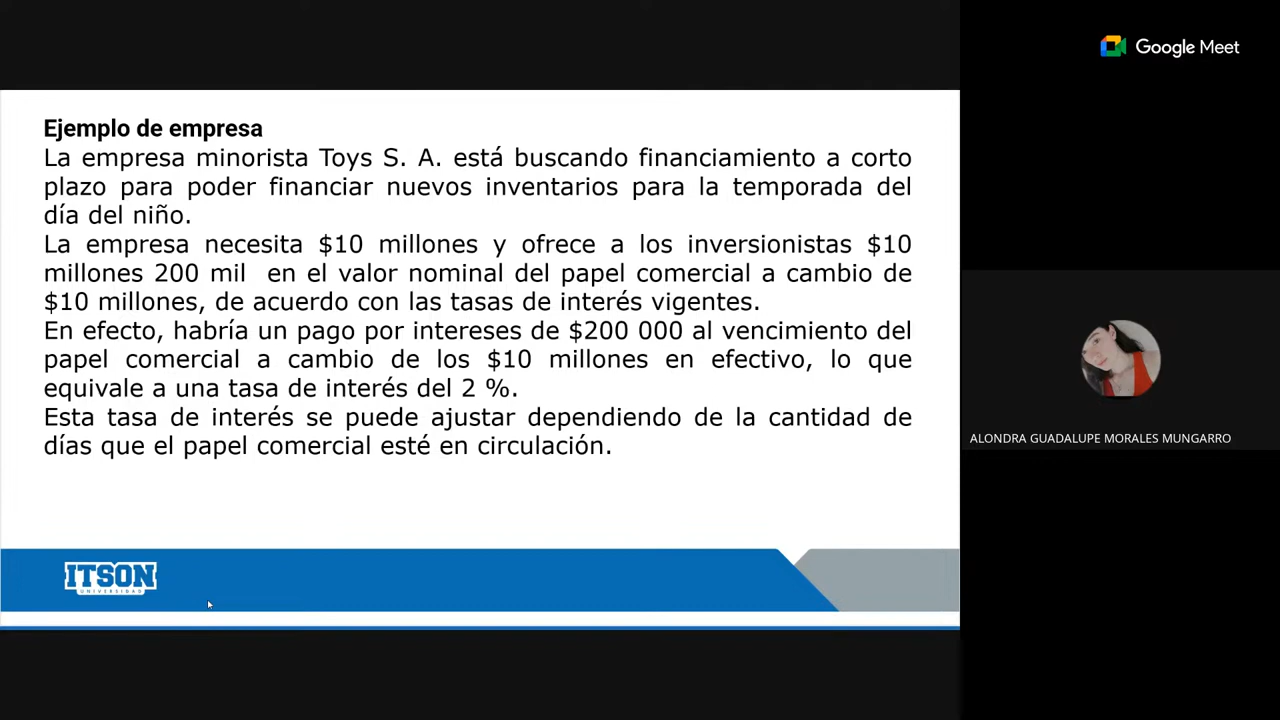 Google Meet
Ejemplo de empresa
La empresa minorista Toys S. A. está buscando financiamiento a corto
plazo para poder financiar nuevos inventarios para la temporada del
día del niño.
La empresa necesita $10 millones y ofrece a los inversionistas $10
millones 200 mil en el valor nominal del papel comercial a cambio de
$10 millones, de acuerdo con las tasas de interés vigentes.
En efecto, habría un pago por intereses de $200 000 al vencimiento del
papel comercial a cambio de los $10 millones en efectivo, lo que
equivale a una tasa de interés del 2 %.
Esta tasa de interés se puede ajustar dependiendo de la cantidad de
días que el papel comercial esté en circulación.
ALONDRA GUADALUPE MORALES MUNGARRO
ITSON
UNIVERSIDAD